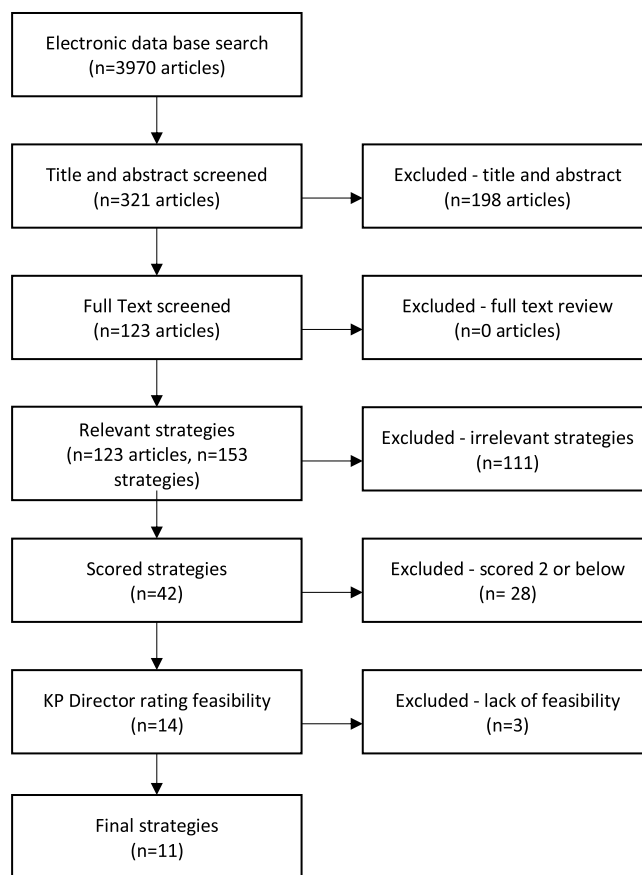 Electronic data base search
(n=3970 articles)
Title and abstract screened
(n=321 articles)
Excluded - title and abstract
(n=198 articles)
Full Text screened
(n=123 articles)
Excluded - full text review
(n=0 articles)
Relevant strategies
(n=123 articles, n=153
strategies)
Excluded - irrelevant strategies
(n=111)
Scored strategies
(n=42)
Excluded - scored 2 or below
(n= 28)
KP Director rating feasibility
(n=14)
Excluded - lack of feasibility
(n=3)
Final strategies
(n=11)